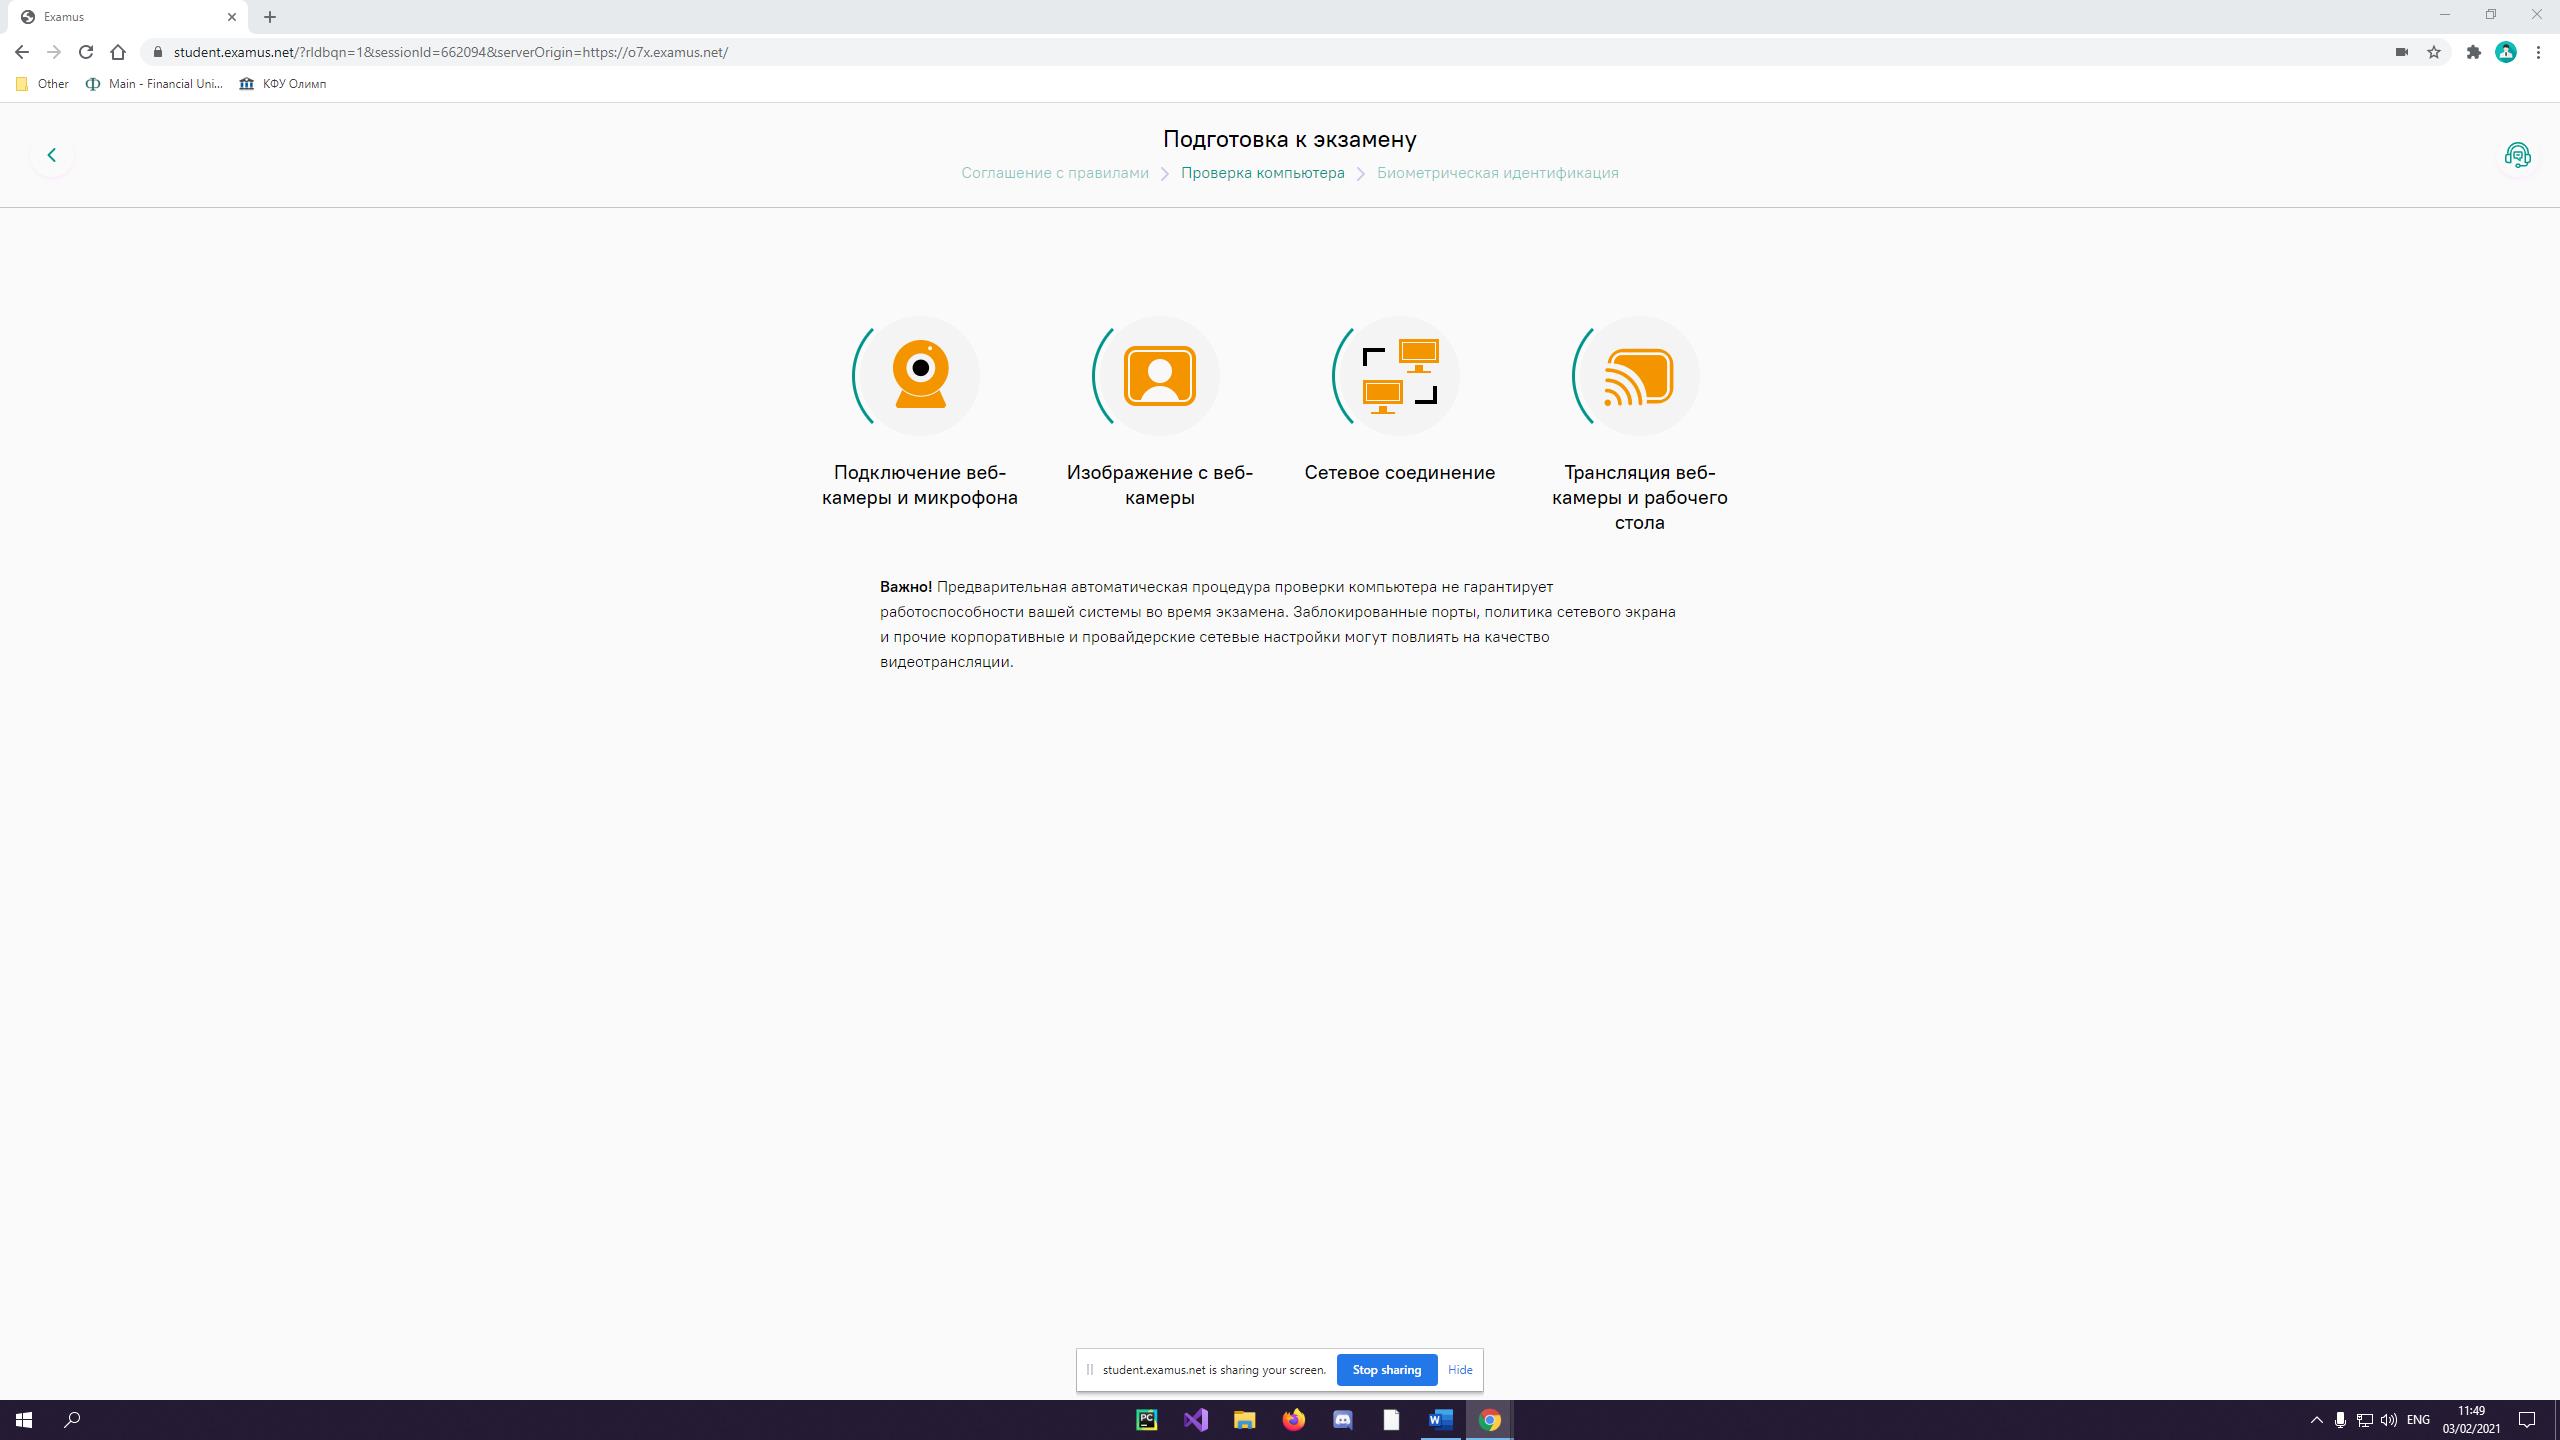 Examus
student.examus.net/?rldbqn=1&sessionId=662094&serverOrigin=https://o7x.examus.net/
Other
Main - Financial Uni...
КФУ Олимп
Подготовка к экзамену
Соглашение с правилами
Проверка компьютера
Биометрическая идентификация
Подключение веб-
камеры и микрофона
Изображение с веб-
камеры
Сетевое соединение
Трансляция веб-
камеры и рабочего
стола
Важно! Предварительная автоматическая процедура проверки компьютера не гарантирует
работоспособности вашей системы во время экзамена. Заблокированные порты, политика сетевого экрана
и прочие корпоративные и провайдерские сетевые настройки могут повлиять на качество
видеотрансляции.
student.examus.net is sharing your screen.
Stop sharing
Hide
PC
W
ENG
11:49
03/02/2021